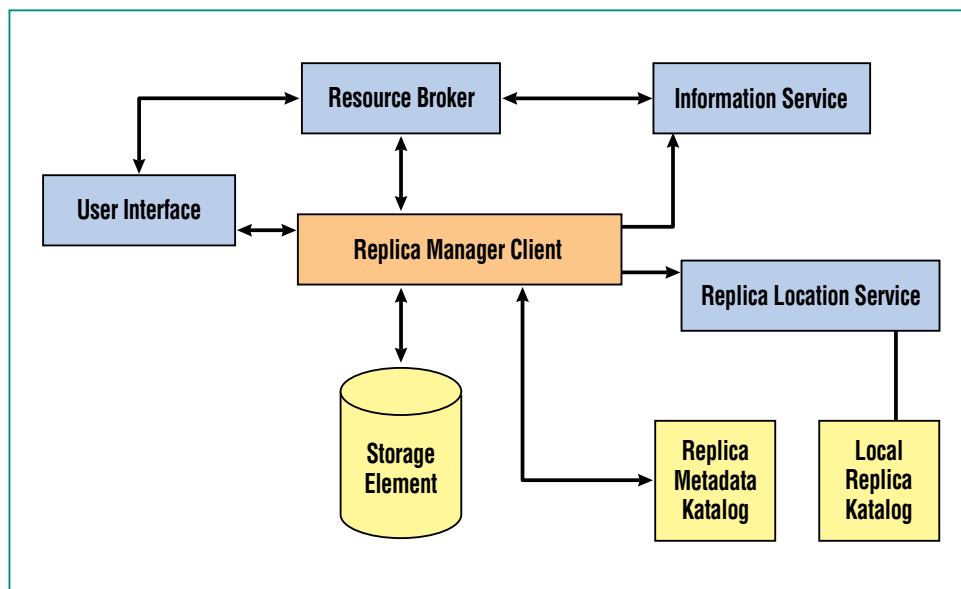 Resource Broker
Information Service
User Interface
Replica Manager Client
Replica Location Service
Storage
Element
Replica
Metadata
Katalog
Local
Replica
Katalog